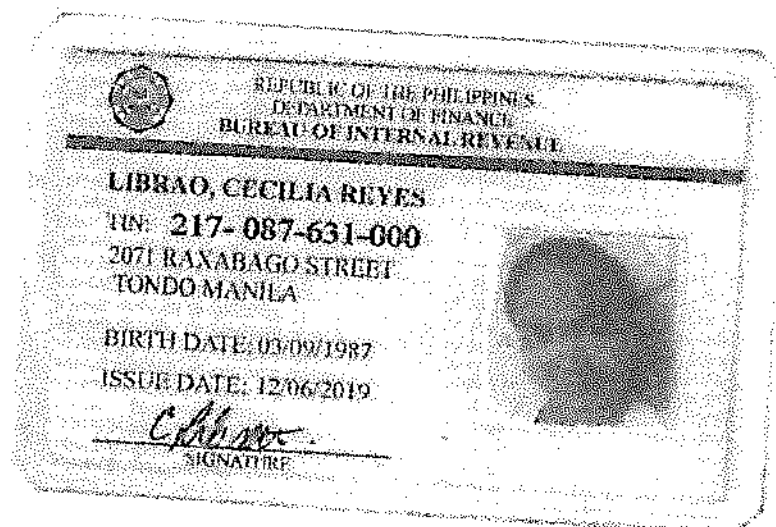 REPUBLIC OF THE PHILIPPINES
DEPARTMENT OF FINANCE
BUREAU OF INTERNAL REVENUE
LIBRAO, CECILIA REYES
TIN: 217-087-631-000
2071 RAXABAGO STREET
TONDO MANILA
BIRTH DATE: 03/09/1987
ISSUE DATE: 12/06/2019
C. Librao
SIGNATURE